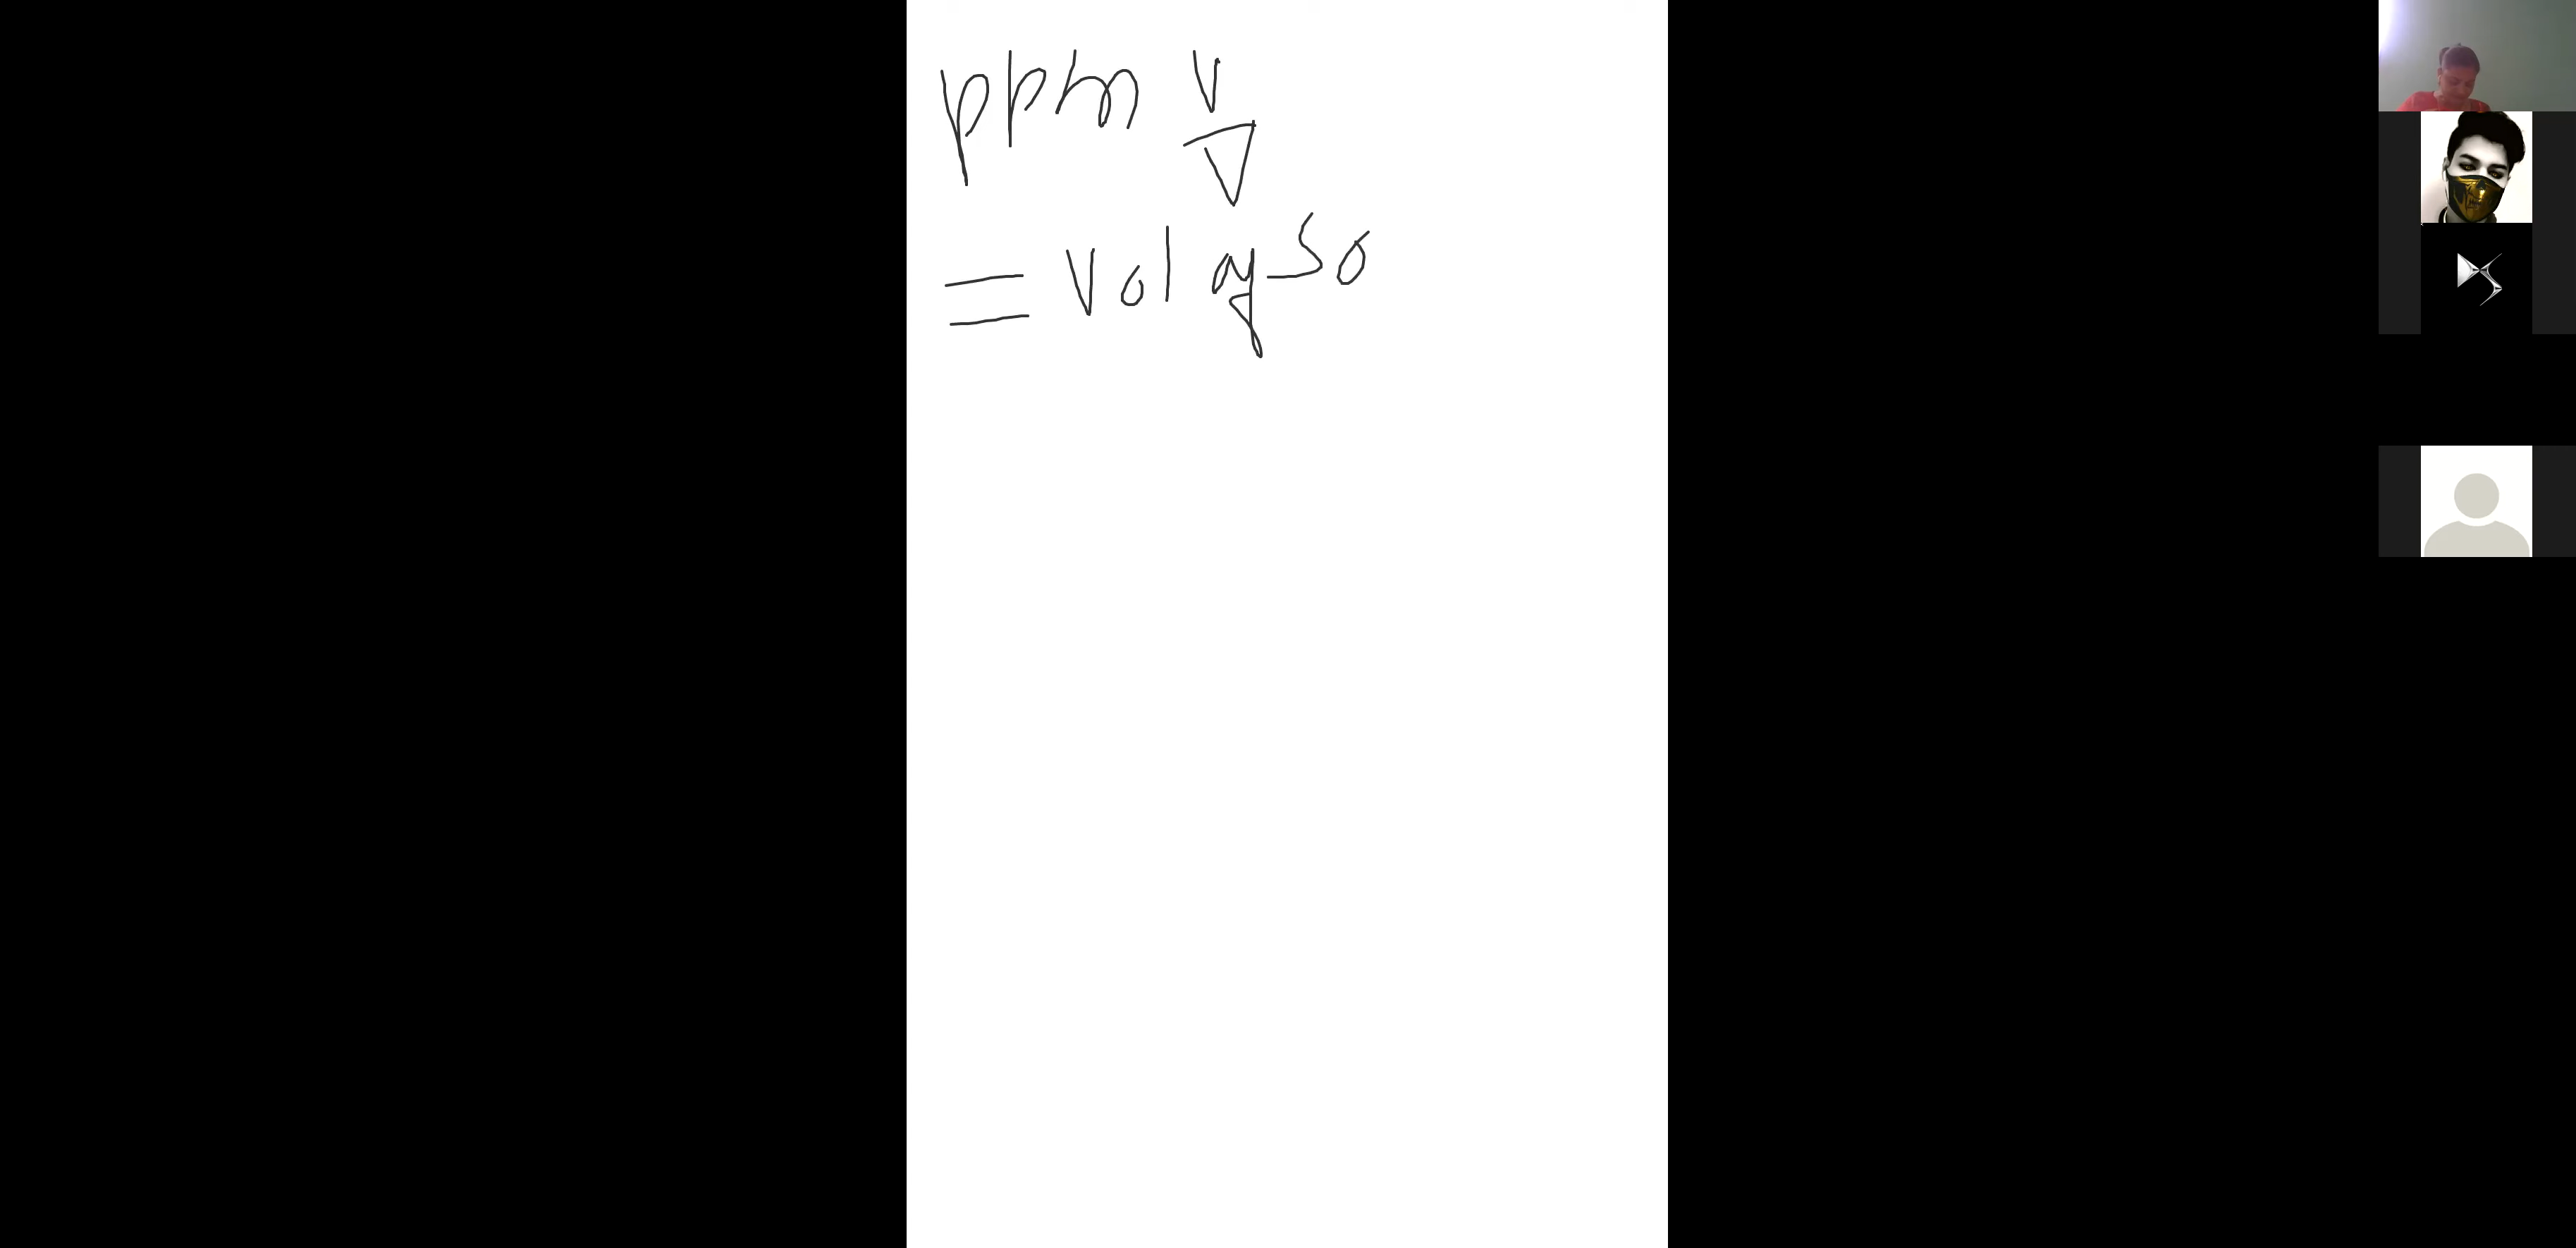 ppm V
V
= Vol of So